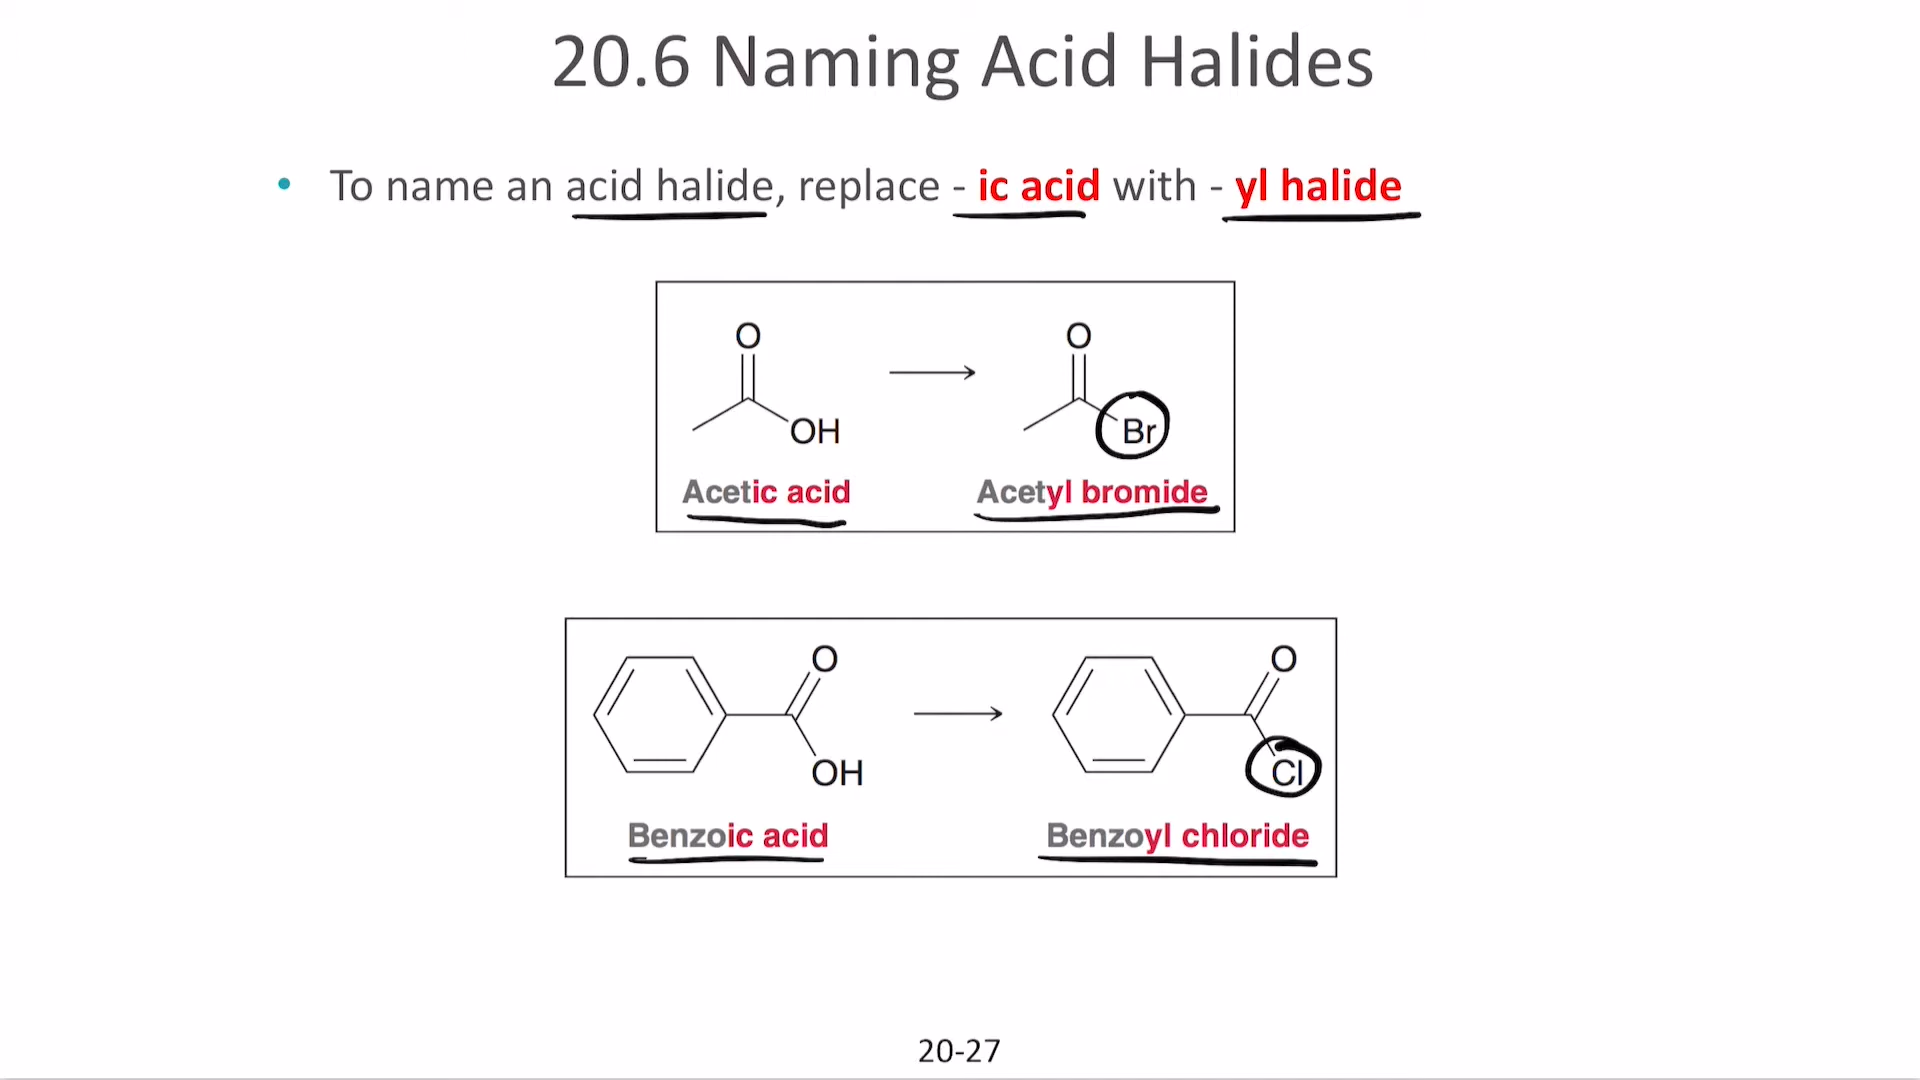 20.6 Naming Acid Halides
• To name an acid halide, replace - ic acid with - yl halide
O
O
OH
Br
Acetic acid
Acetyl bromide
O
O
OH
Cl
Benzoic acid
Benzoyl chloride
20-27